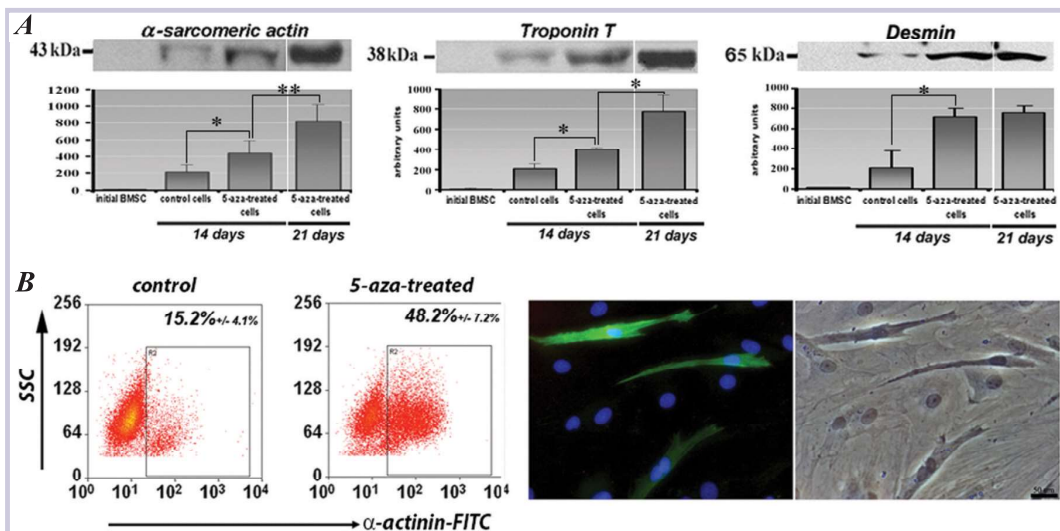 A
α-sarcomeric actin
43 kDa
1200
1000
800
600
400
200
0
initial BMSC
control cells
5-aza-treated cells
5-aza-treated cells
14 days
21 days
*
**
Troponin T
38kDa
arbitrary units
1000
800
600
400
200
0
initial BMSC
control cells
5-aza-treated cells
5-aza-treated cells
14 days
21 days
*
*
Desmin
65 kDa
arbitrary units
1000
800
600
400
200
0
initial BMSC
control cells
5-aza-treated cells
5-aza-treated cells
14 days
21 days
*
B
control
SSC
256
192
128
64
0
15.2%+/- 4.1%
R2
10⁰ 10¹ 10² 10³ 10⁴
5-aza-treated
256
192
128
64
0
48.2%+/- 7.2%
R2
10⁰ 10¹ 10² 10³ 10⁴
α-actinin-FITC